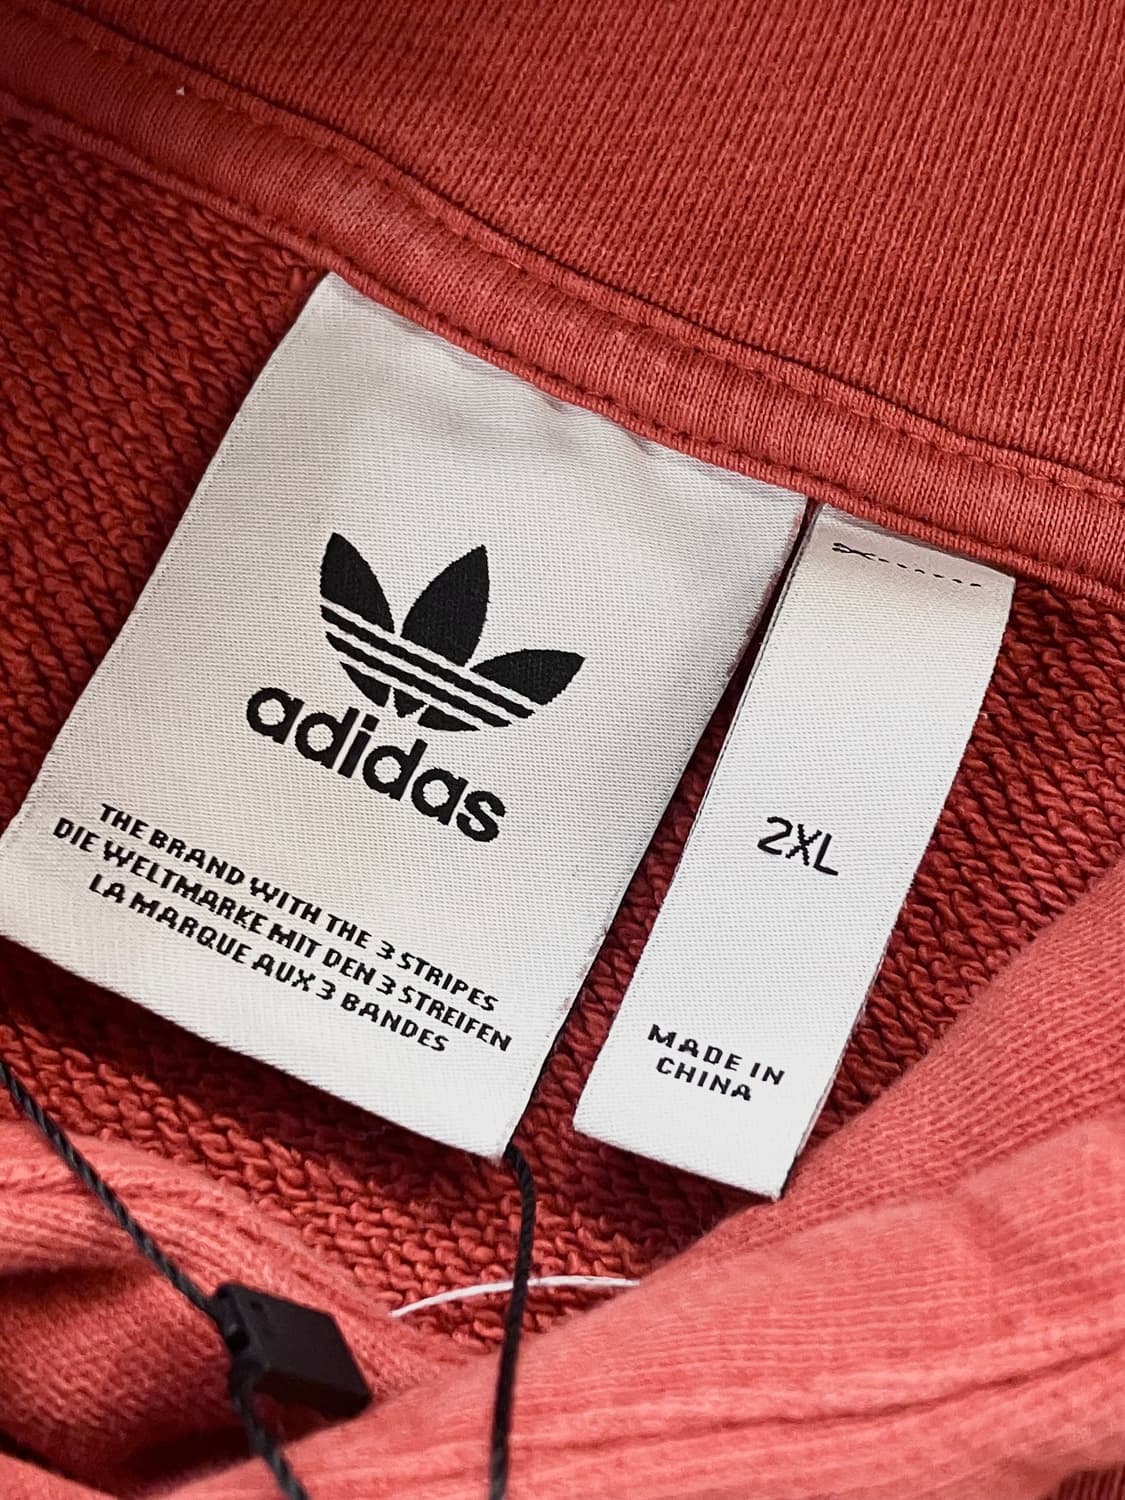 adidas
THE BRAND WITH THE 3 STRIPES
DIE WELTMARKE MIT DEN 3 STREIFEN
LA MARQUE AUX 3 BANDES
2XL
MADE IN
CHINA